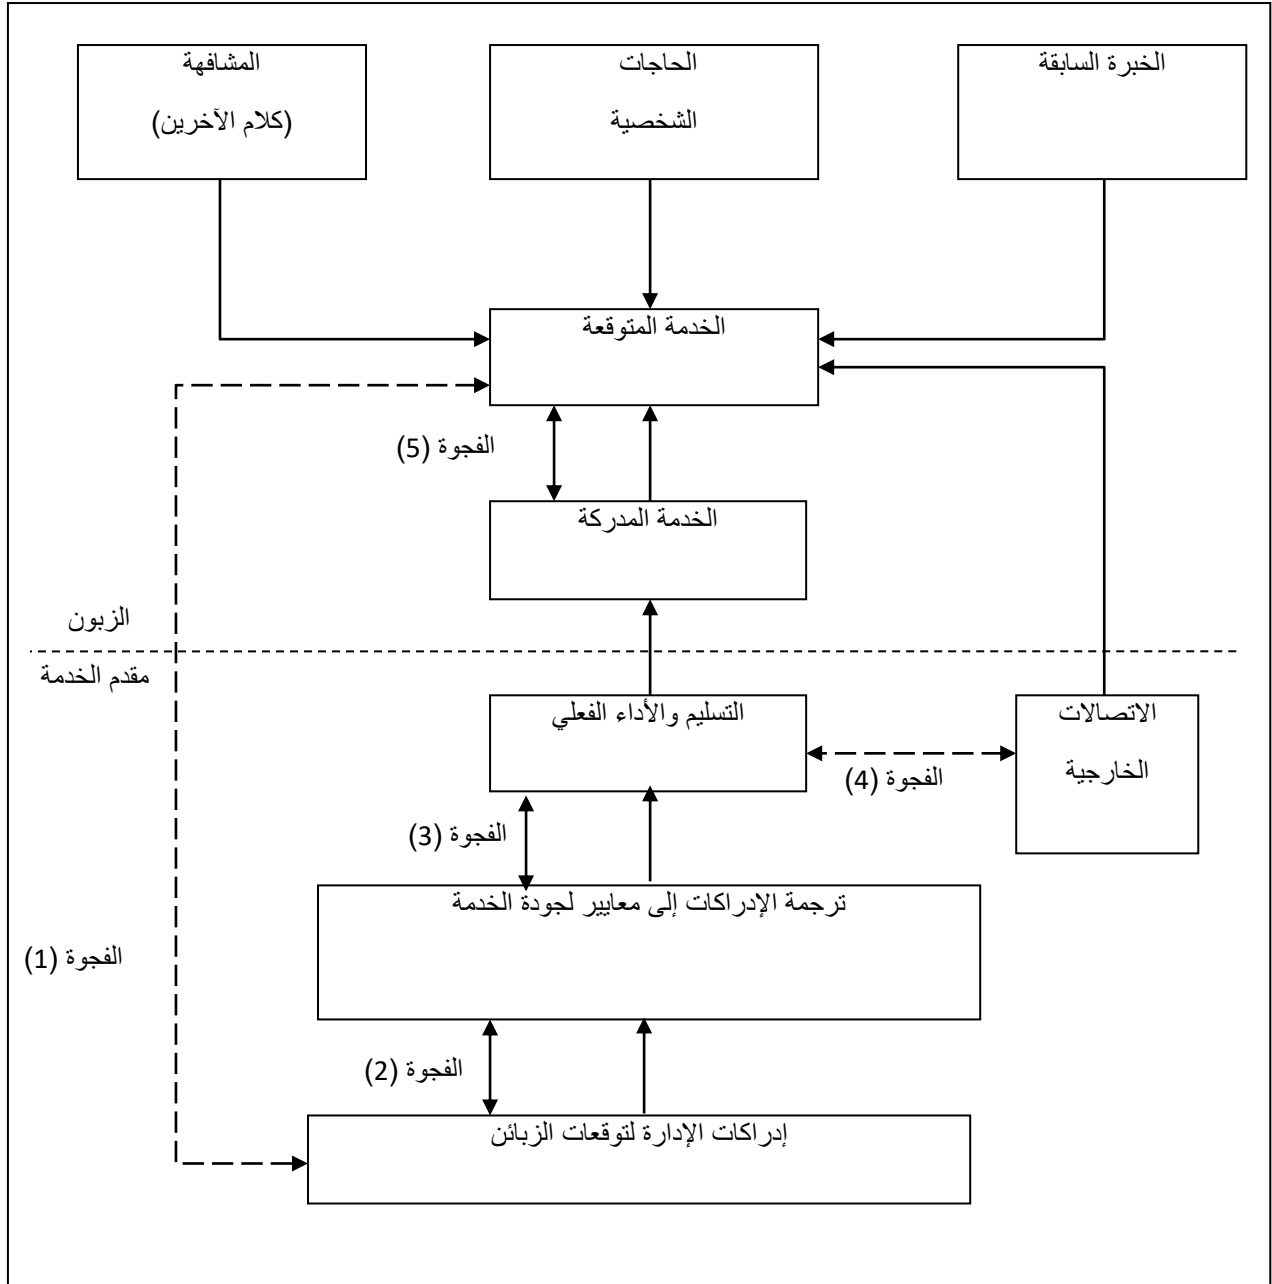 الخبرة السابقة
الحاجات
الشخصية
المشافهة
(كلام الآخرين)
الخدمة المتوقعة
الفجوة (5)
الخدمة المدركة
الزبون
مقدم الخدمة
الاتصالات
الخارجية
التسليم والأداء الفعلي
الفجوة (4)
الفجوة (3)
ترجمة الإدراكات إلى معايير لجودة الخدمة
الفجوة (1)
الفجوة (2)
إدراكات الإدارة لتوقعات الزبائن